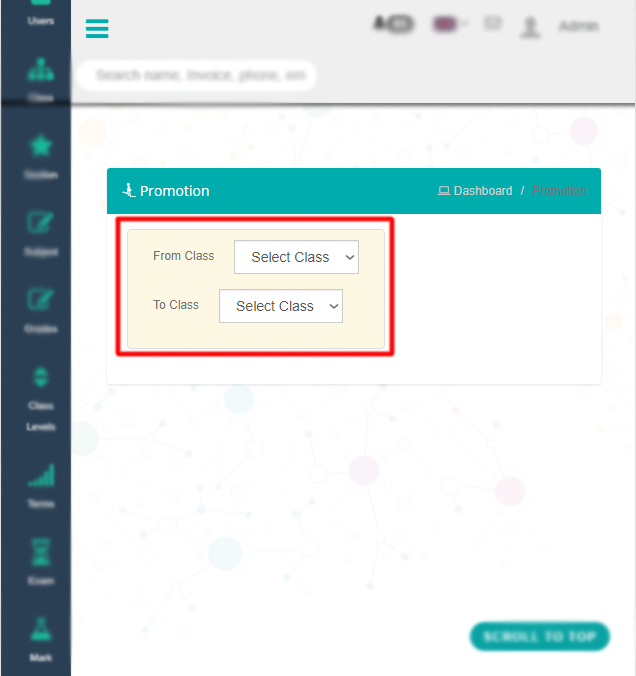 Users
Admin
Search name, Invoice, phone, em
Class
Section
Promotion
Dashboard / Promotion
From Class Select Class
Subject
To Class Select Class
Grades
Class
Levels
Terms
Exam
SCROLL TO TOP
Mark